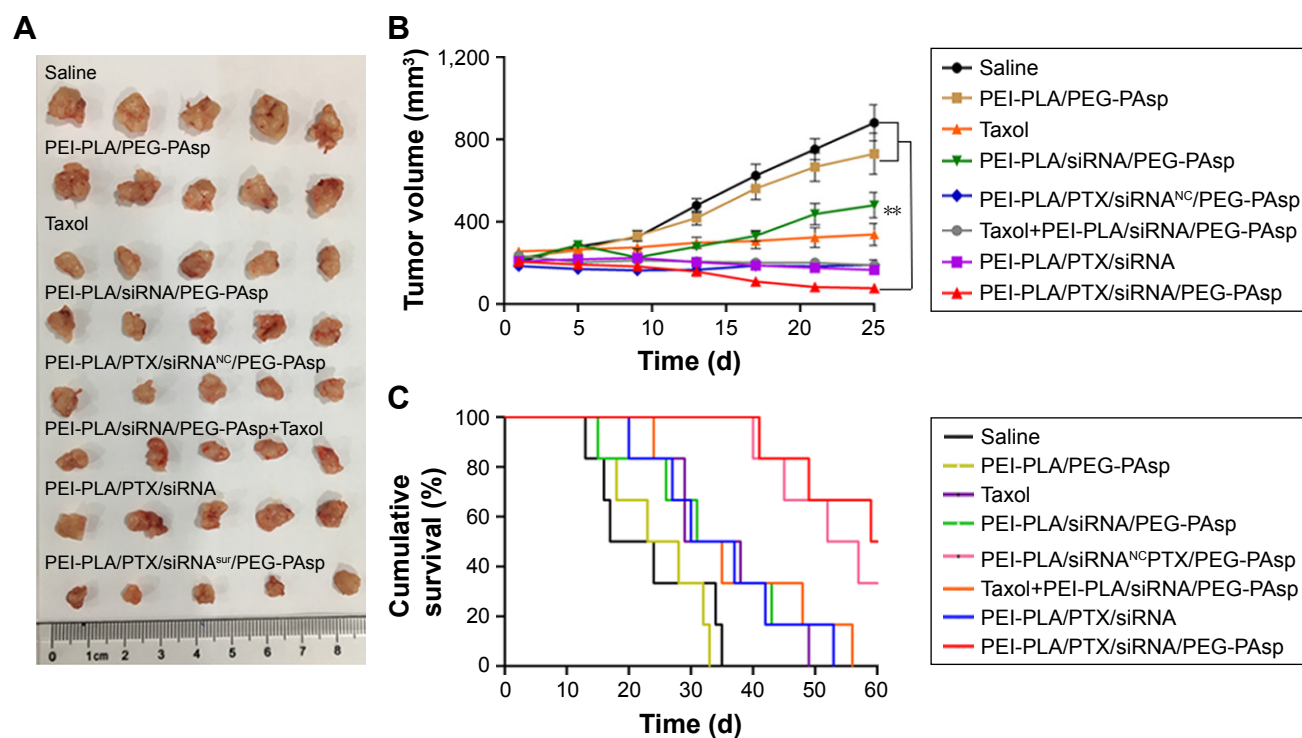 A
Saline
PEI-PLA/PEG-PAsp
Taxol
PEI-PLA/siRNA/PEG-PAsp
PEI-PLA/PTX/siRNA^NC/PEG-PAsp
PEI-PLA/siRNA/PEG-PAsp+Taxol
PEI-PLA/PTX/siRNA
PEI-PLA/PTX/siRNA^sur/PEG-PAsp
0 1cm 2 3 4 5 6 7 8
B
Tumor volume (mm³)
1,200
800
400
0
0 5 10 15 20 25
Time (d)
**
Saline
PEI-PLA/PEG-PAsp
Taxol
PEI-PLA/siRNA/PEG-PAsp
PEI-PLA/PTX/siRNA^NC/PEG-PAsp
Taxol+PEI-PLA/siRNA/PEG-PAsp
PEI-PLA/PTX/siRNA
PEI-PLA/PTX/siRNA/PEG-PAsp
C
Cumulative
survival (%)
100
80
60
40
20
0
0 10 20 30 40 50 60
Time (d)
Saline
PEI-PLA/PEG-PAsp
Taxol
PEI-PLA/siRNA/PEG-PAsp
PEI-PLA/siRNA^NC PTX/PEG-PAsp
Taxol+PEI-PLA/siRNA/PEG-PAsp
PEI-PLA/PTX/siRNA
PEI-PLA/PTX/siRNA/PEG-PAsp